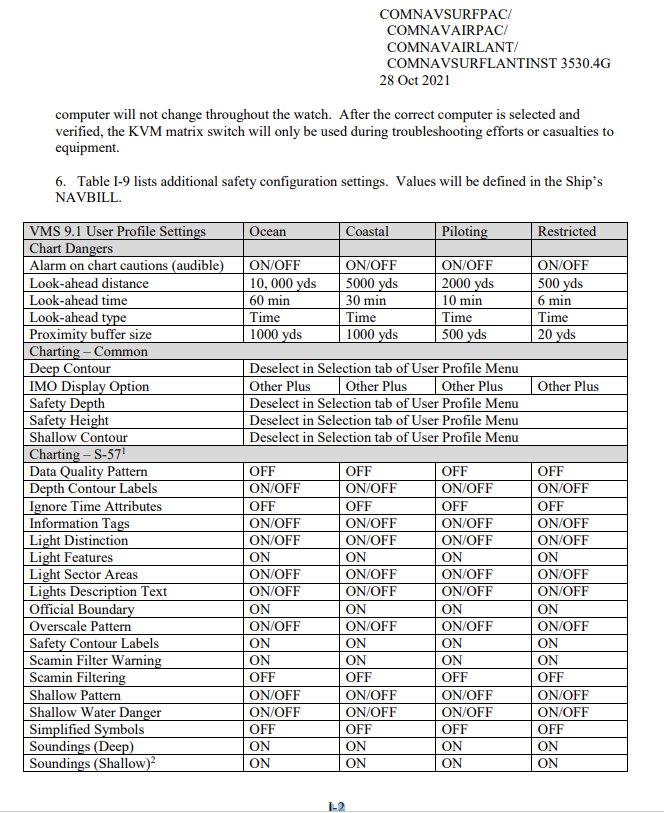 COMNAVSURFPAC/
COMNAVAIRPAC/
COMNAVAIRLANT/
COMNAVSURFLANTINST 3530.4G
28 Oct 2021
computer will not change throughout the watch. After the correct computer is selected and
verified, the KVM matrix switch will only be used during troubleshooting efforts or casualties to
equipment.
6. Table I-9 lists additional safety configuration settings. Values will be defined in the Ship's
NAVBILL.
VMS 9.1 User Profile Settings Ocean Coastal Piloting Restricted
Chart Dangers
Alarm on chart cautions (audible) ON/OFF ON/OFF ON/OFF ON/OFF
Look-ahead distance 10, 000 yds 5000 yds 2000 yds 500 yds
Look-ahead time 60 min 30 min 10 min 6 min
Look-ahead type Time Time Time Time
Proximity buffer size 1000 yds 1000 yds 500 yds 20 yds
Charting – Common
Deep Contour Deselect in Selection tab of User Profile Menu
IMO Display Option Other Plus Other Plus Other Plus Other Plus
Safety Depth Deselect in Selection tab of User Profile Menu
Safety Height Deselect in Selection tab of User Profile Menu
Shallow Contour Deselect in Selection tab of User Profile Menu
Charting – S-57¹
Data Quality Pattern OFF OFF OFF OFF
Depth Contour Labels ON/OFF ON/OFF ON/OFF ON/OFF
Ignore Time Attributes OFF OFF OFF OFF
Information Tags ON/OFF ON/OFF ON/OFF ON/OFF
Light Distinction ON/OFF ON/OFF ON/OFF ON/OFF
Light Features ON ON ON ON
Light Sector Areas ON/OFF ON/OFF ON/OFF ON/OFF
Lights Description Text ON/OFF ON/OFF ON/OFF ON/OFF
Official Boundary ON ON ON ON
Overscale Pattern ON/OFF ON/OFF ON/OFF ON/OFF
Safety Contour Labels ON ON ON ON
Scamin Filter Warning ON ON ON ON
Scamin Filtering OFF OFF OFF OFF
Shallow Pattern ON/OFF ON/OFF ON/OFF ON/OFF
Shallow Water Danger ON/OFF ON/OFF ON/OFF ON/OFF
Simplified Symbols OFF OFF OFF OFF
Soundings (Deep) ON ON ON ON
Soundings (Shallow)² ON ON ON ON
I-2